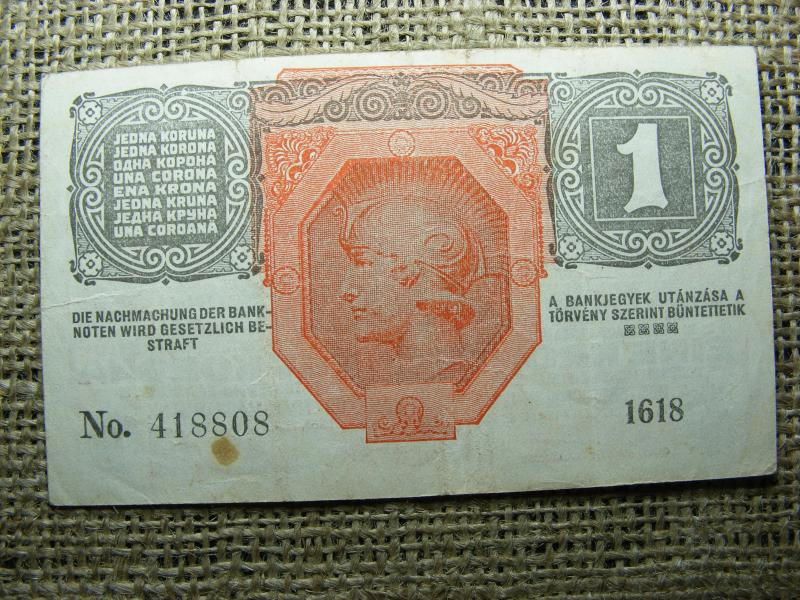 JEDNA KORUNA
JEDNA KORONA
ОДНА КОРОНА
UNA CORONA
ENA KRONA
JEDNA KRUNA
ЈЕДНА КРУНА
UNA COROANĂ
1
DIE NACHMACHUNG DER BANK-
NOTEN WIRD GESETZLICH BE-
STRAFT
A BANKJEGYEK UTÁNZÁSA A
TÖRVÉNY SZERINT BÜNTETTETIK
No. 418808
1618